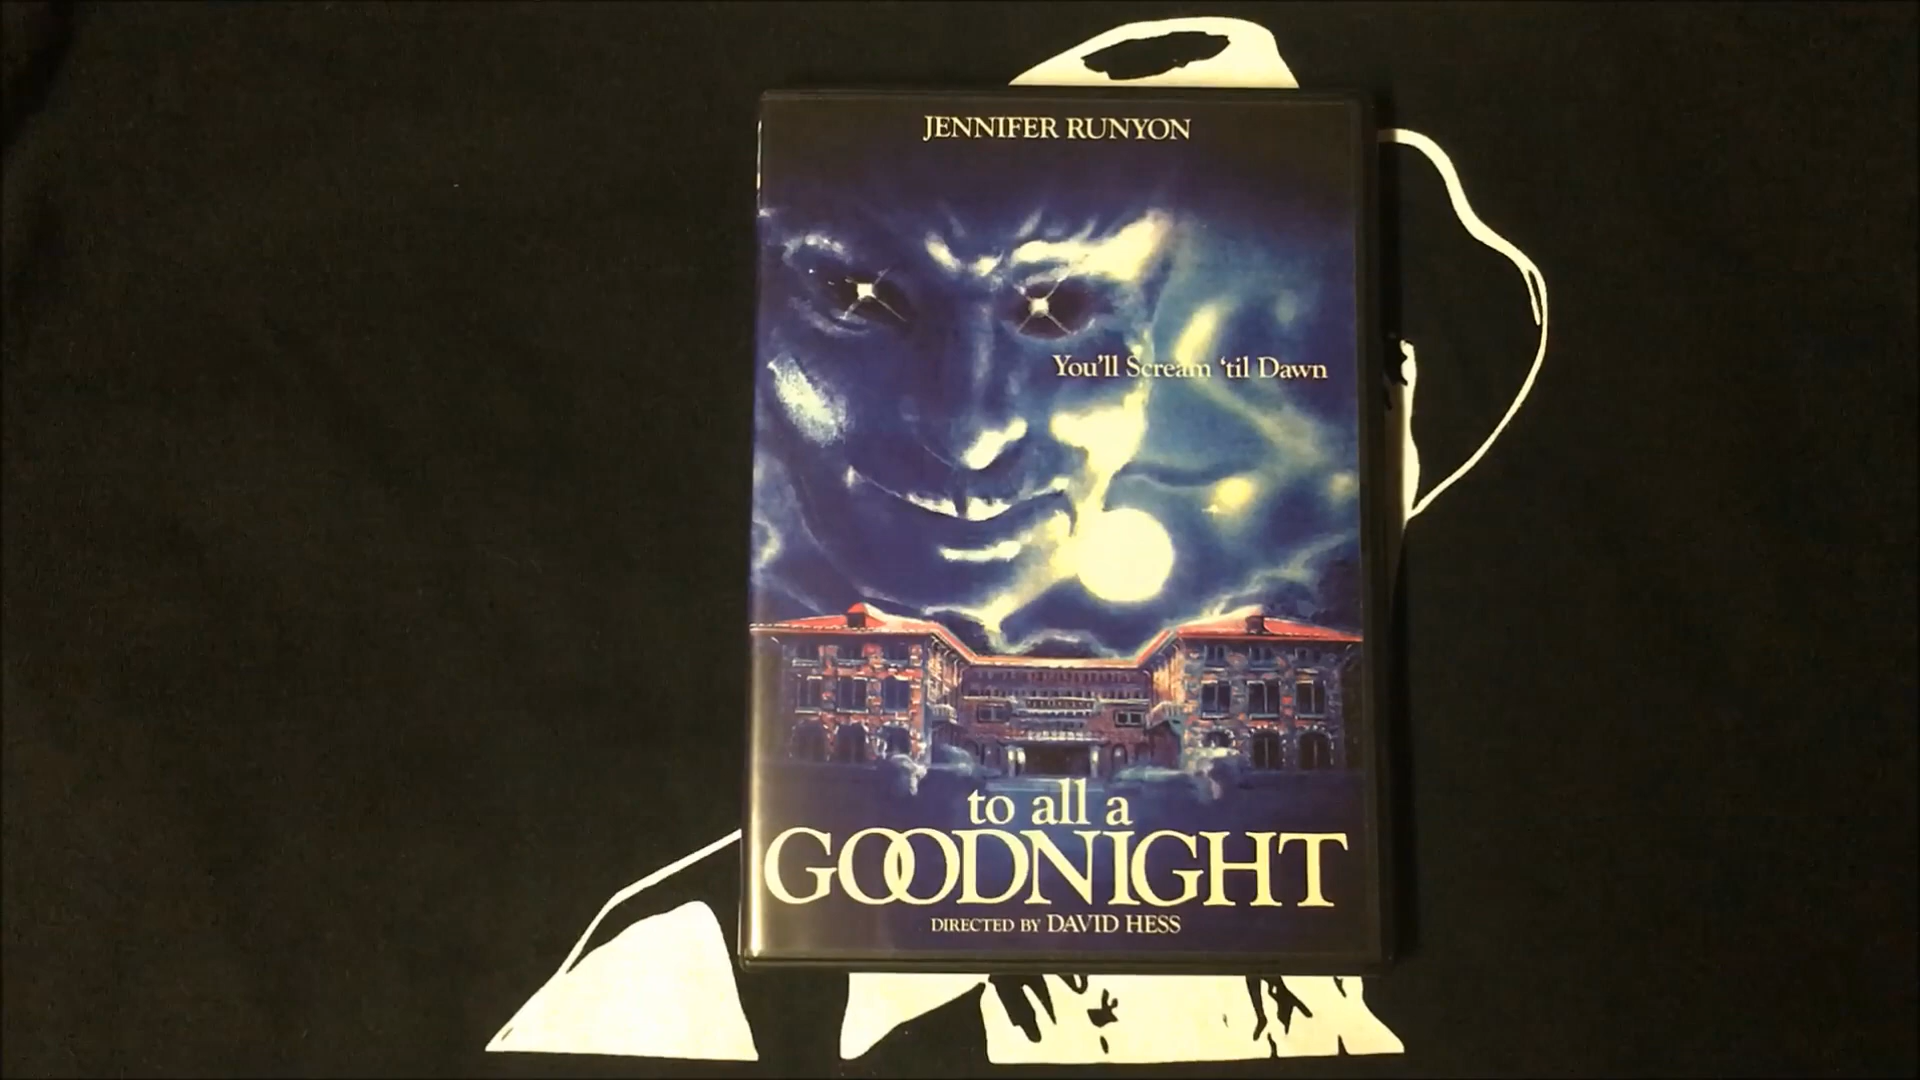 JENNIFER RUNYON
You'll Scream 'til Dawn
to all a
GOODNIGHT
DIRECTED BY DAVID HESS